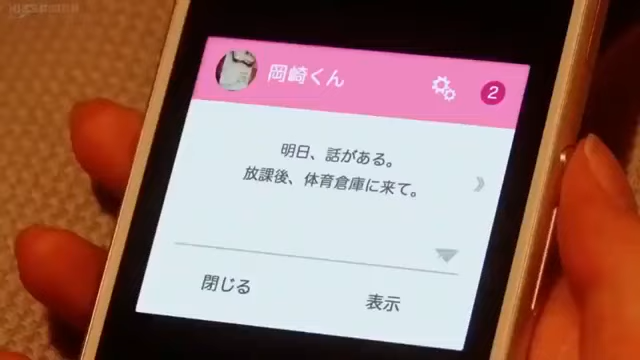 岡崎くん
2
明日、話がある。
放課後、体育倉庫に来て。
閉じる
表示